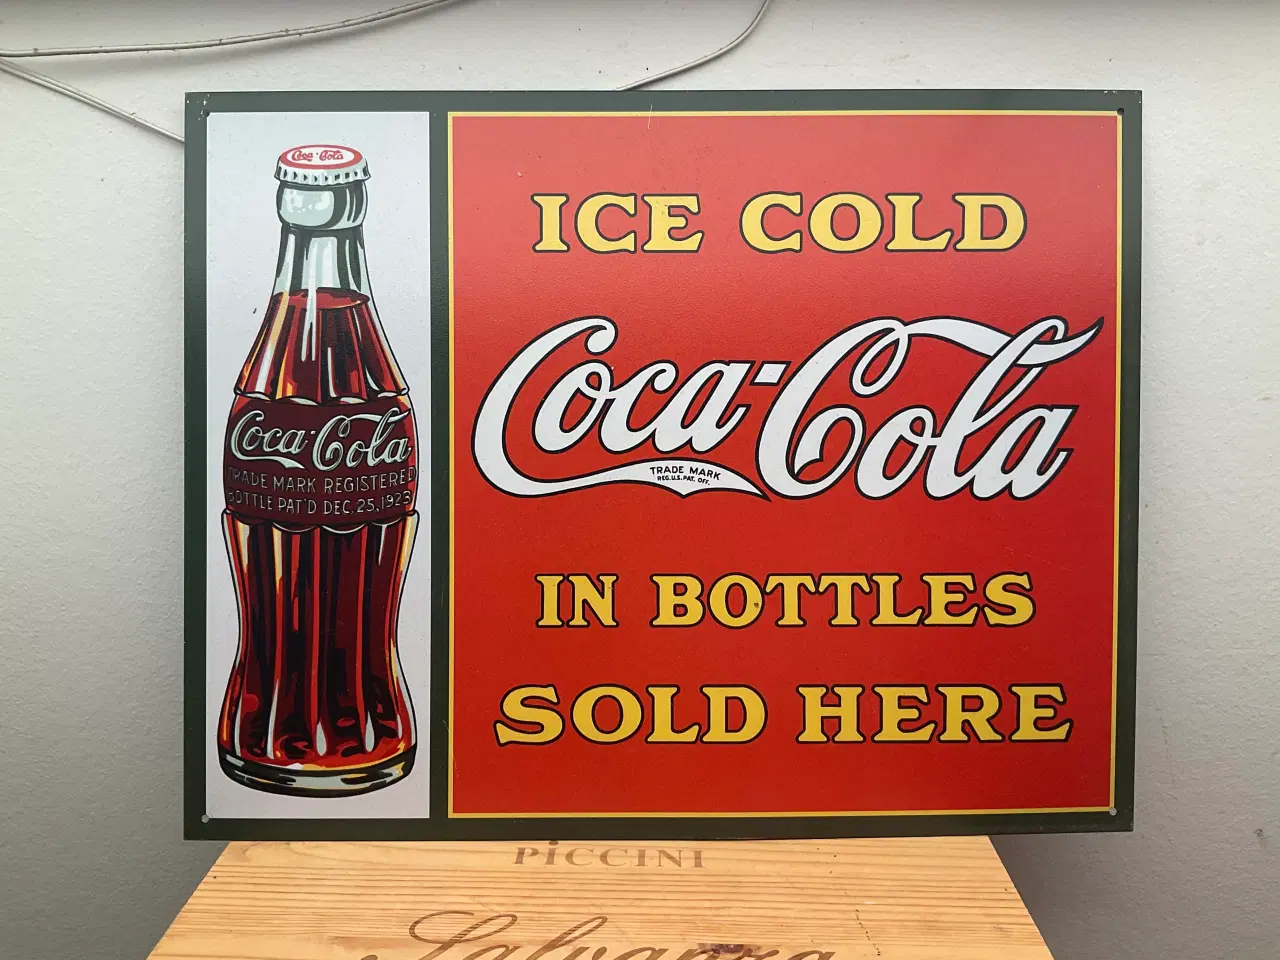 Coca-Cola
Coca-Cola
TRADE MARK REGISTERED
BOTTLE PAT'D DEC. 25, 1923
ICE COLD
Coca-Cola
TRADE MARK
REG. U.S. PAT. OFF.
IN BOTTLES
SOLD HERE
PICCINI
Salvanza